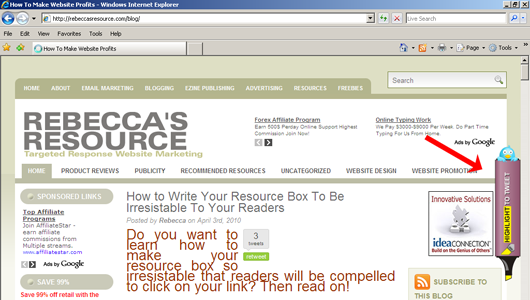 How To Make Website Profits - Windows Internet Explorer
http://rebeccasresource.com/blog/
Live Search
File Edit View Favorites Tools Help
How To Make Website Profits
Page Tools
HOME ABOUT EMAIL MARKETING BLOGGING EZINE PUBLISHING ADVERTISING RESOURCES FREEBIES
Search
REBECCA'S
RESOURCE
Targeted Response Website Marketing
Forex Affiliate Program
Earn 500$ Perday Online Support Highest
Commission Join Now!
Online Typing Work
We Pay $3000-$9000 Per Week. Do Part Time
Typing For Us From Home.
Ads by Google
HOME PRODUCT REVIEWS PUBLICITY RECOMMENDED RESOURCES UNCATEGORIZED WEBSITE DESIGN WEBSITE PROMOTION
SPONSORED LINKS
Top Affiliate
Programs
Join AffiliateStar -
earn affiliate
commissions from
Multiple streams.
www.affiliatestar.com
Ads by Google
SAVE 99%
Save 99% off retail with the
How to Write Your Resource Box To Be
Irresistable To Your Readers
Posted by Rebecca on April 3rd, 2010
3
tweets
retweet
Do you want to
learn how to
make your
resource box so
irresistible that readers will be compelled
to click on your link? Then read on!
Innovative Solutions
ideaCONNECTION
Build on the Genius of Others
HIGHLIGHT TO TWEET
SUBSCRIBE TO
THIS BLOG